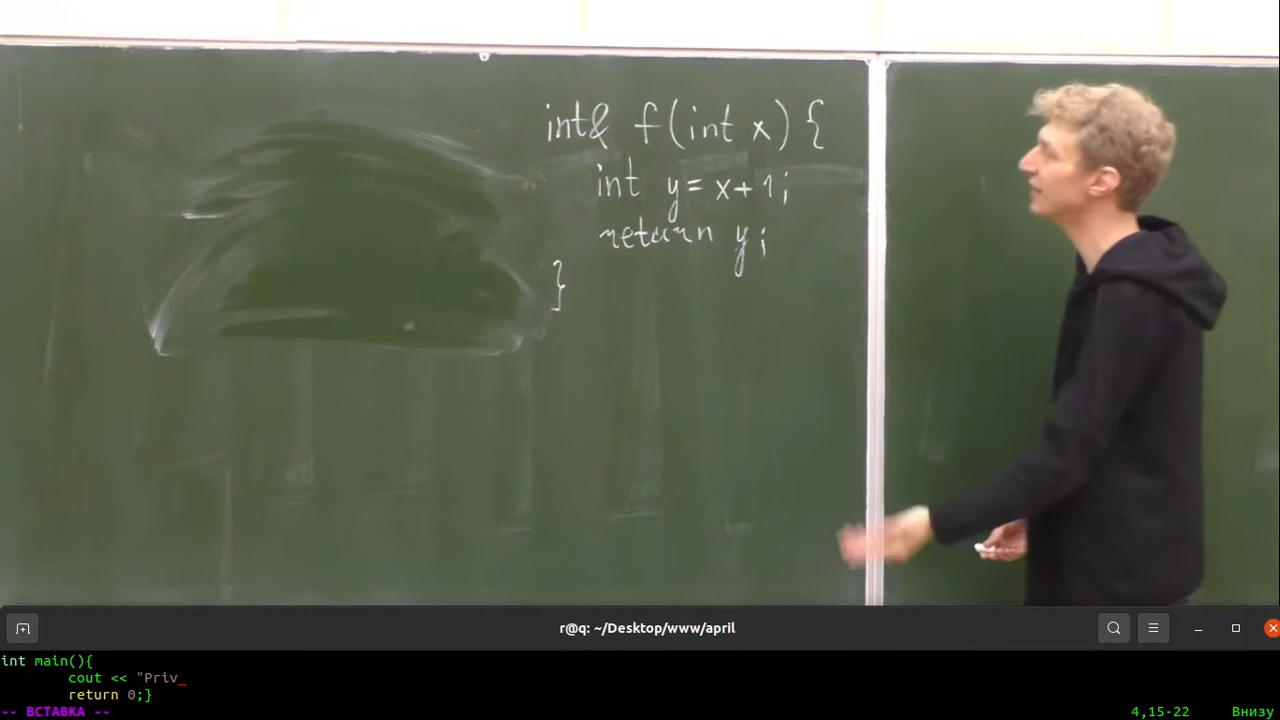 int& f(int x) {
int y = x + 1;
return y;
}
r@q: ~/Desktop/www/april
int main(){
cout << "Priv_
return 0;}
-- ВСТАВКА -- 4,15-22 Внизу